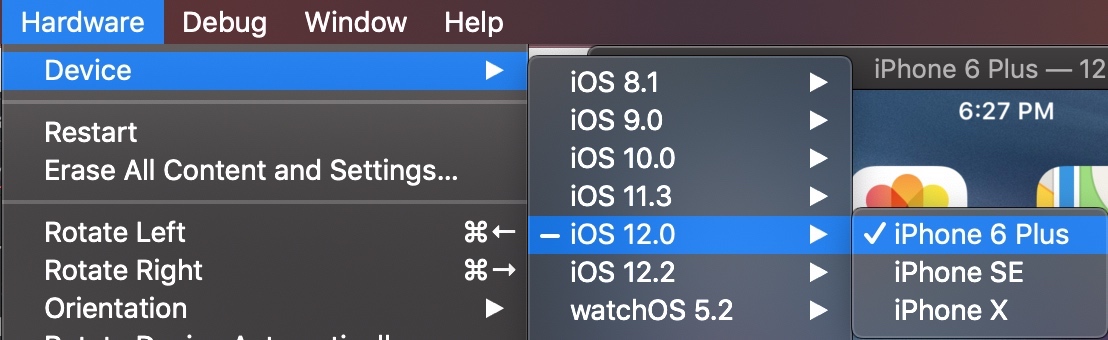 Hardware Debug Window Help
Device
Restart
Erase All Content and Settings...
Rotate Left ⌘←
Rotate Right ⌘→
Orientation
iOS 8.1
iOS 9.0
iOS 10.0
iOS 11.3
– iOS 12.0
iOS 12.2
watchOS 5.2
iPhone 6 Plus — 12
6:27 PM
✓ iPhone 6 Plus
iPhone SE
iPhone X